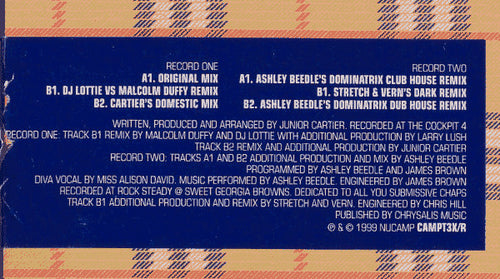 RECORD ONE
A1. ORIGINAL MIX
B1. DJ LOTTIE VS MALCOLM DUFFY REMIX
B2. CARTIER'S DOMESTIC MIX
RECORD TWO
A1. ASHLEY BEEDLE'S DOMINATRIX CLUB HOUSE REMIX
B1. STRETCH & VERN'S DARK REMIX
B2. ASHLEY BEEDLE'S DOMINATRIX DUB HOUSE REMIX
WRITTEN, PRODUCED AND ARRANGED BY JUNIOR CARTIER. RECORDED AT THE COCKPIT 4
RECORD ONE: TRACK B1 REMIX BY MALCOLM DUFFY AND DJ LOTTIE WITH ADDITIONAL PRODUCTION BY LARRY LUSH
TRACK B2 REMIX AND ADDITIONAL PRODUCTION BY JUNIOR CARTIER
RECORD TWO: TRACKS A1 AND B2 ADDITIONAL PRODUCTION AND MIX BY ASHLEY BEEDLE
PROGRAMMED BY ASHLEY BEEDLE AND JAMES BROWN
DIVA VOCAL BY MISS ALISON DAVID. MUSIC PERFORMED BY ASHLEY BEEDLE. ENGINEERED BY JAMES BROWN
RECORDED AT ROCK STEADY @ SWEET GEORGIA BROWNS. DEDICATED TO ALL YOU SUBMISSIVE CHAPS
TRACK B1 ADDITIONAL PRODUCTION AND REMIX BY STRETCH AND VERN. ENGINEERED BY CHRIS HILL
PUBLISHED BY CHRYSALIS MUSIC
℗ & © 1999 NUCAMP CAMPT3X/R